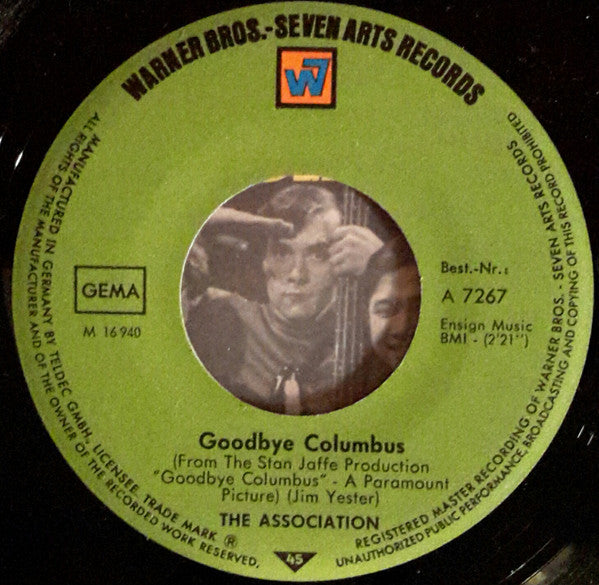 WARNER BROS.-SEVEN ARTS RECORDS
W7
GEMA
M 16 940
Best.-Nr.:
A 7267
Ensign Music
BMI - (2'21")
Goodbye Columbus
(From The Stan Jaffe Production
"Goodbye Columbus" - A Paramount
Picture) (Jim Yester)
THE ASSOCIATION
45
MANUFACTURED IN GERMANY BY TELDEC GMBH, LICENSEE. TRADE MARK ®
ALL RIGHTS OF THE MANUFACTURER AND OF THE OWNER OF THE RECORDED WORK RESERVED.
REGISTERED MASTER RECORDING OF WARNER BROS. - SEVEN ARTS RECORDS
UNAUTHORIZED PUBLIC PERFORMANCE, BROADCASTING AND COPYING OF THIS RECORD PROHIBITED